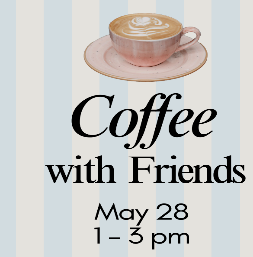 Coffee
with Friends
May 28
1 – 3 pm